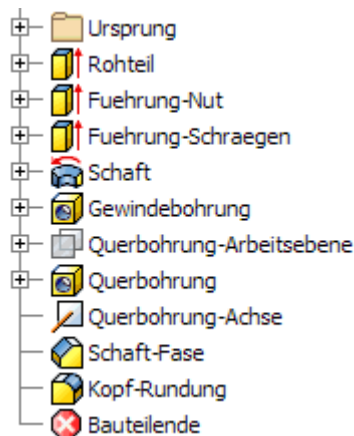 Ursprung
Rohteil
Fuehrung-Nut
Fuehrung-Schraegen
Schaft
Gewindebohrung
Querbohrung-Arbeitsebene
Querbohrung
Querbohrung-Achse
Schaft-Fase
Kopf-Rundung
Bauteilende